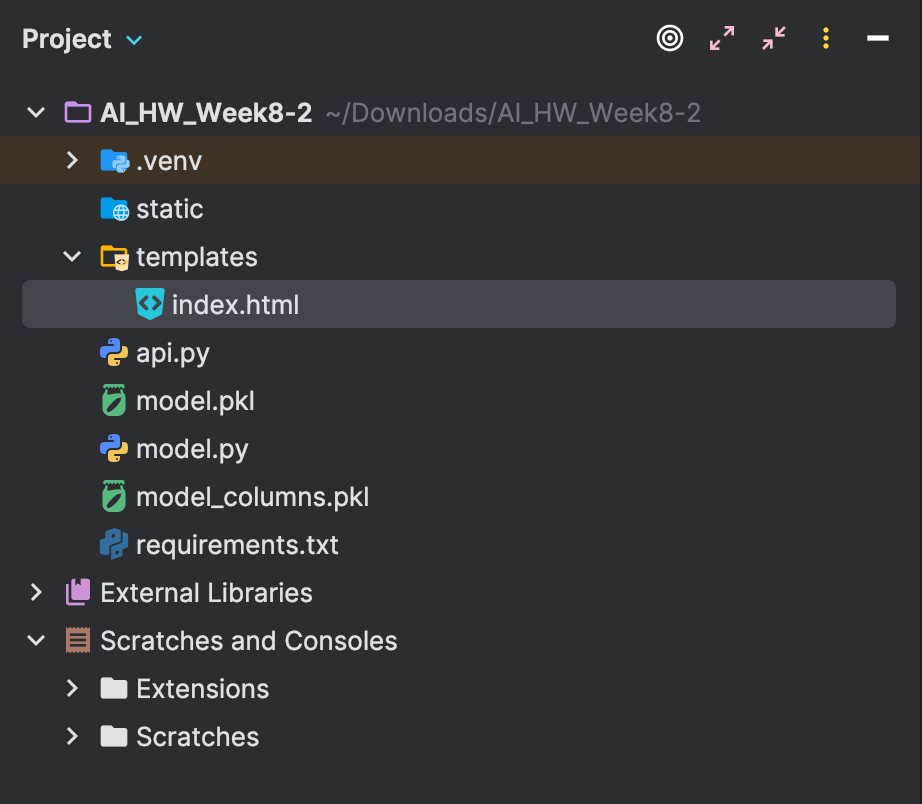 Project
AI_HW_Week8-2 ~/Downloads/AI_HW_Week8-2
.venv
static
templates
index.html
api.py
model.pkl
model.py
model_columns.pkl
requirements.txt
External Libraries
Scratches and Consoles
Extensions
Scratches